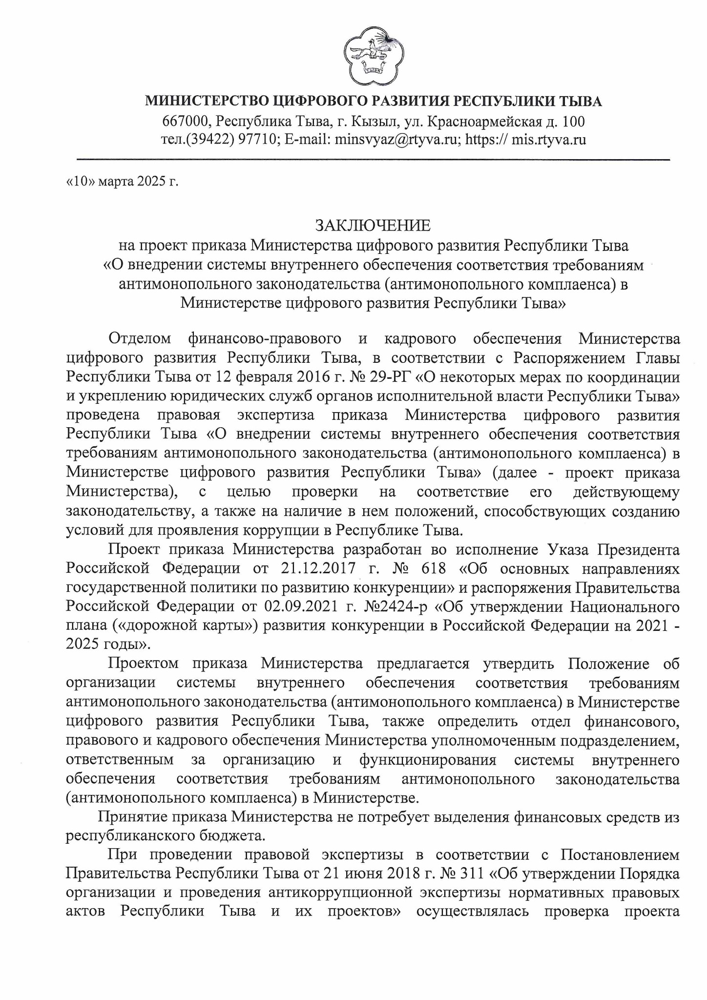 ТЫВА
МИНИСТЕРСТВО ЦИФРОВОГО РАЗВИТИЯ РЕСПУБЛИКИ ТЫВА
667000, Республика Тыва, г. Кызыл, ул. Красноармейская д. 100
тел.(39422) 97710; E-mail: minsvyaz@rtyva.ru; https:// mis.rtyva.ru
«10» марта 2025 г.
ЗАКЛЮЧЕНИЕ
на проект приказа Министерства цифрового развития Республики Тыва
«О внедрении системы внутреннего обеспечения соответствия требованиям
антимонопольного законодательства (антимонопольного комплаенса) в
Министерстве цифрового развития Республики Тыва»
Отделом финансово-правового и кадрового обеспечения Министерства
цифрового развития Республики Тыва, в соответствии с Распоряжением Главы
Республики Тыва от 12 февраля 2016 г. № 29-РГ «О некоторых мерах по координации
и укреплению юридических служб органов исполнительной власти Республики Тыва»
проведена правовая экспертиза приказа Министерства цифрового развития
Республики Тыва «О внедрении системы внутреннего обеспечения соответствия
требованиям антимонопольного законодательства (антимонопольного комплаенса) в
Министерстве цифрового развития Республики Тыва» (далее - проект приказа
Министерства), с целью проверки на соответствие его действующему
законодательству, а также на наличие в нем положений, способствующих созданию
условий для проявления коррупции в Республике Тыва.
Проект приказа Министерства разработан во исполнение Указа Президента
Российской Федерации от 21.12.2017 г. № 618 «Об основных направлениях
государственной политики по развитию конкуренции» и распоряжения Правительства
Российской Федерации от 02.09.2021 г. №2424-р «Об утверждении Национального
плана («дорожной карты») развития конкуренции в Российской Федерации на 2021 -
2025 годы».
Проектом приказа Министерства предлагается утвердить Положение об
организации системы внутреннего обеспечения соответствия требованиям
антимонопольного законодательства (антимонопольного комплаенса) в Министерстве
цифрового развития Республики Тыва, также определить отдел финансового,
правового и кадрового обеспечения Министерства уполномоченным подразделением,
ответственным за организацию и функционирования системы внутреннего
обеспечения соответствия требованиям антимонопольного законодательства
(антимонопольного комплаенса) в Министерстве.
Принятие приказа Министерства не потребует выделения финансовых средств из
республиканского бюджета.
При проведении правовой экспертизы в соответствии с Постановлением
Правительства Республики Тыва от 21 июня 2018 г. № 311 «Об утверждении Порядка
организации и проведения антикоррупционной экспертизы нормативных правовых
актов Республики Тыва и их проектов» осуществлялась проверка проекта